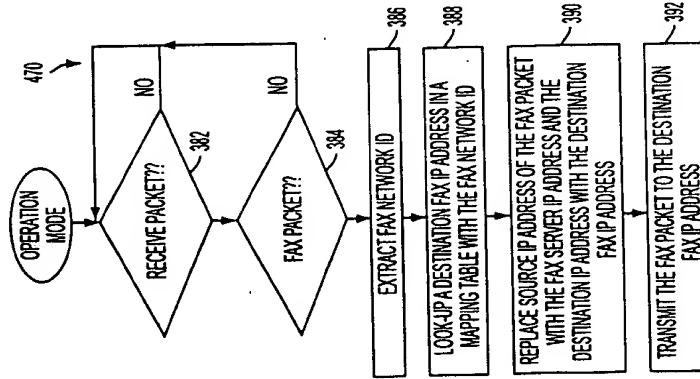 470
OPERATION
MODE
RECEIVE PACKET??
NO
382
FAX PACKET??
NO
384
EXTRACT FAX NETWORK ID
386
LOOK-UP A DESTINATION FAX IP ADDRESS IN A
MAPPING TABLE WITH THE FAX NETWORK ID
388
REPLACE SOURCE IP ADDRESS OF THE FAX PACKET
WITH THE FAX SERVER IP ADDRESS AND THE
DESTINATION IP ADDRESS WITH THE DESTINATION
FAX IP ADDRESS
390
TRANSMIT THE FAX PACKET TO THE DESTINATION
FAX IP ADDRESS
392